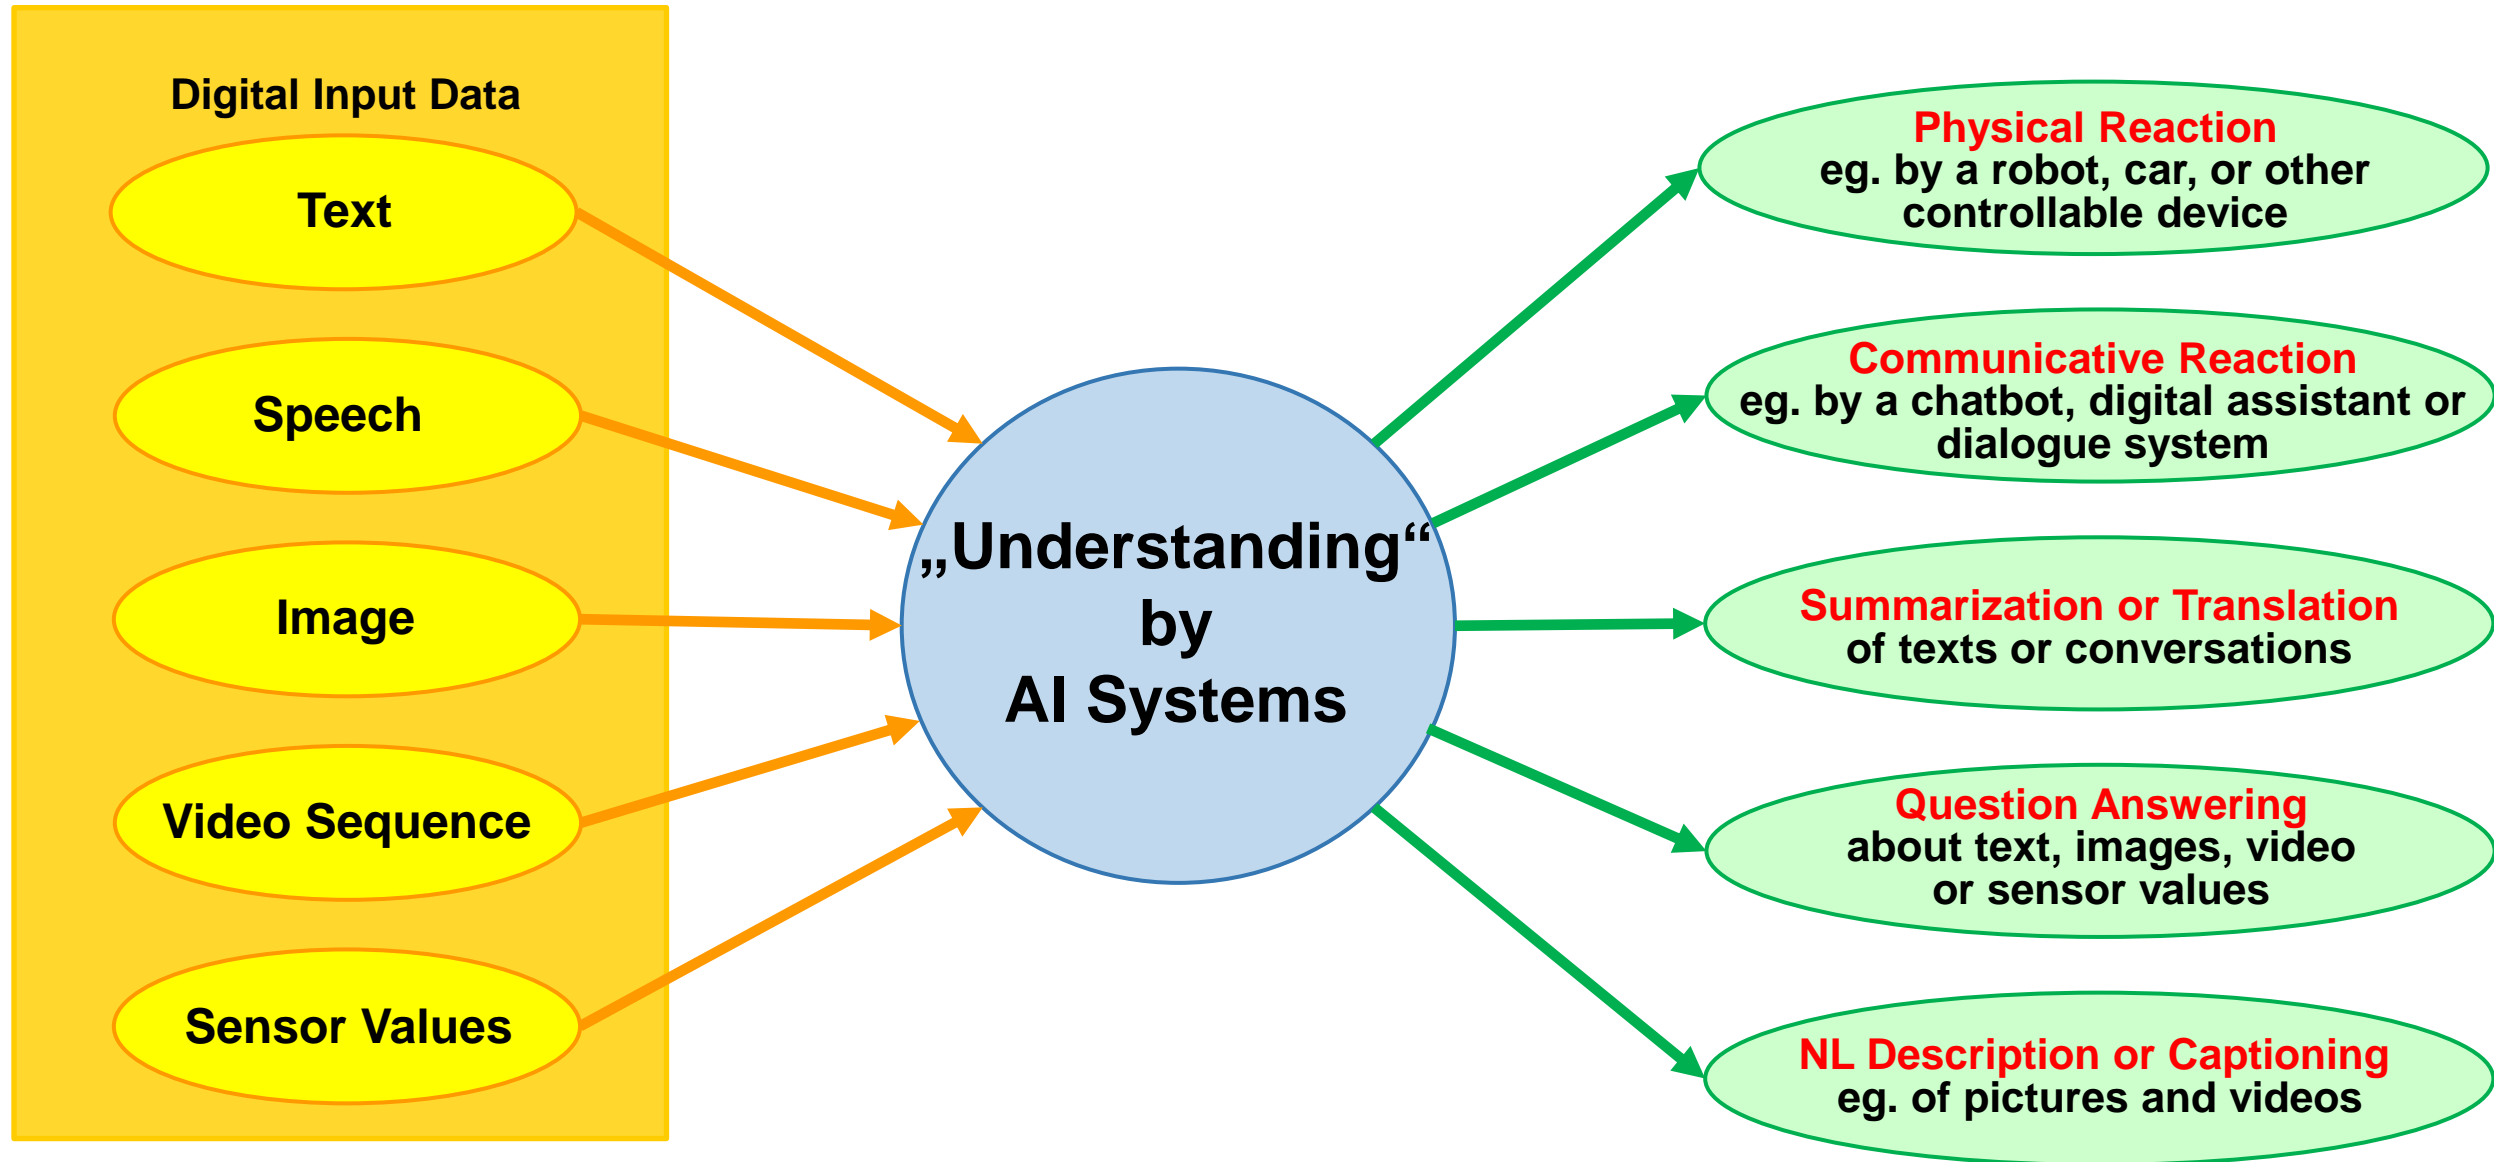 Digital Input Data
Text
Speech
Image
Video Sequence
Sensor Values
„Understanding“
by
AI Systems
Physical Reaction
eg. by a robot, car, or other
controllable device
Communicative Reaction
eg. by a chatbot, digital assistant or
dialogue system
Summarization or Translation
of texts or conversations
Question Answering
about text, images, video
or sensor values
NL Description or Captioning
eg. of pictures and videos